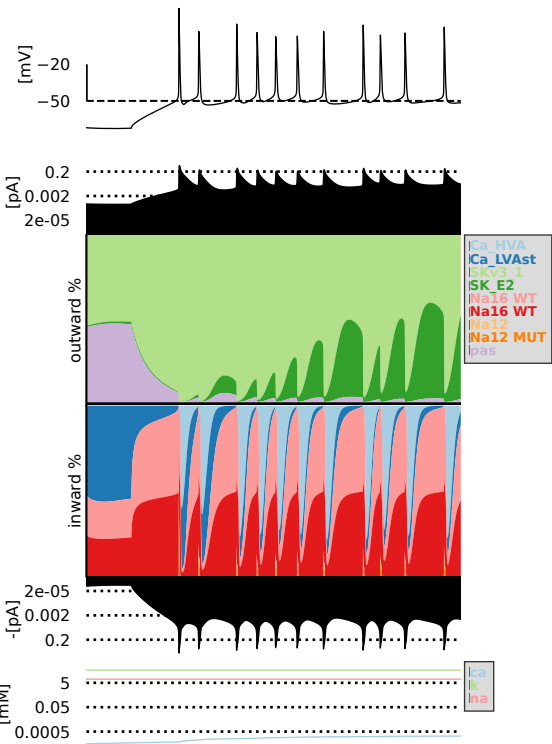 [mV]
−20
−50
[pA]
0.2
0.002
2e-05
outward %
Ca_HVA
Ca_LVAst
SKv3_1
SK_E2
Na16 WT
Na16 WT
Na12
Na12 MUT
pas
inward %
-[pA]
2e-05
0.002
0.2
[mM]
5
0.05
0.0005
ca
k
na